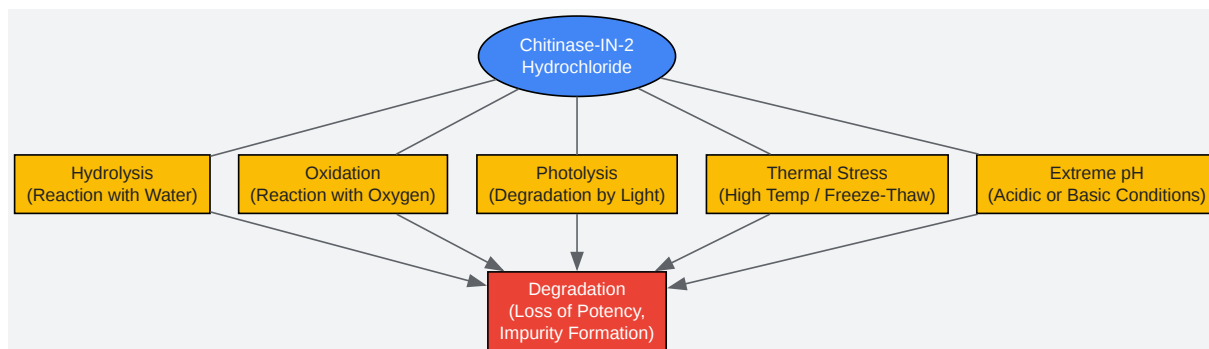 Chitinase-IN-2
Hydrochloride
Hydrolysis
(Reaction with Water)
Oxidation
(Reaction with Oxygen)
Photolysis
(Degradation by Light)
Thermal Stress
(High Temp / Freeze-Thaw)
Extreme pH
(Acidic or Basic Conditions)
Degradation
(Loss of Potency,
Impurity Formation)